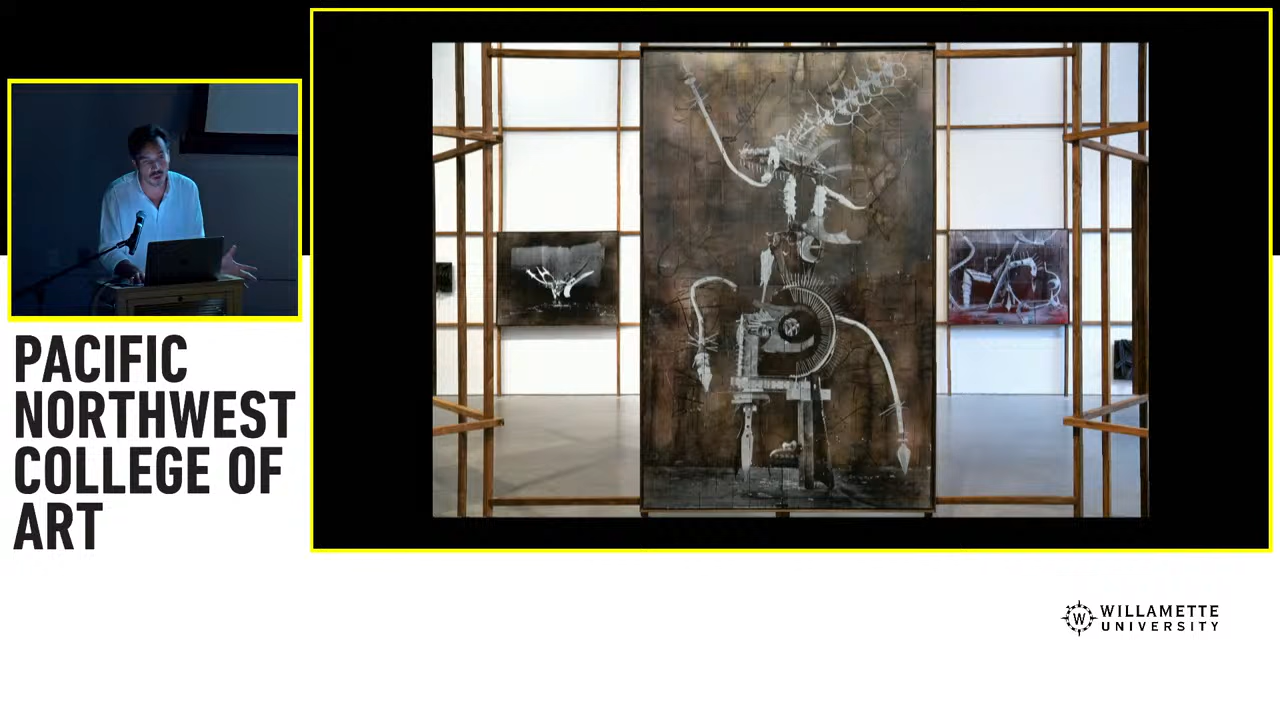 PACIFIC
NORTHWEST
COLLEGE OF
ART
WILLAMETTE
UNIVERSITY